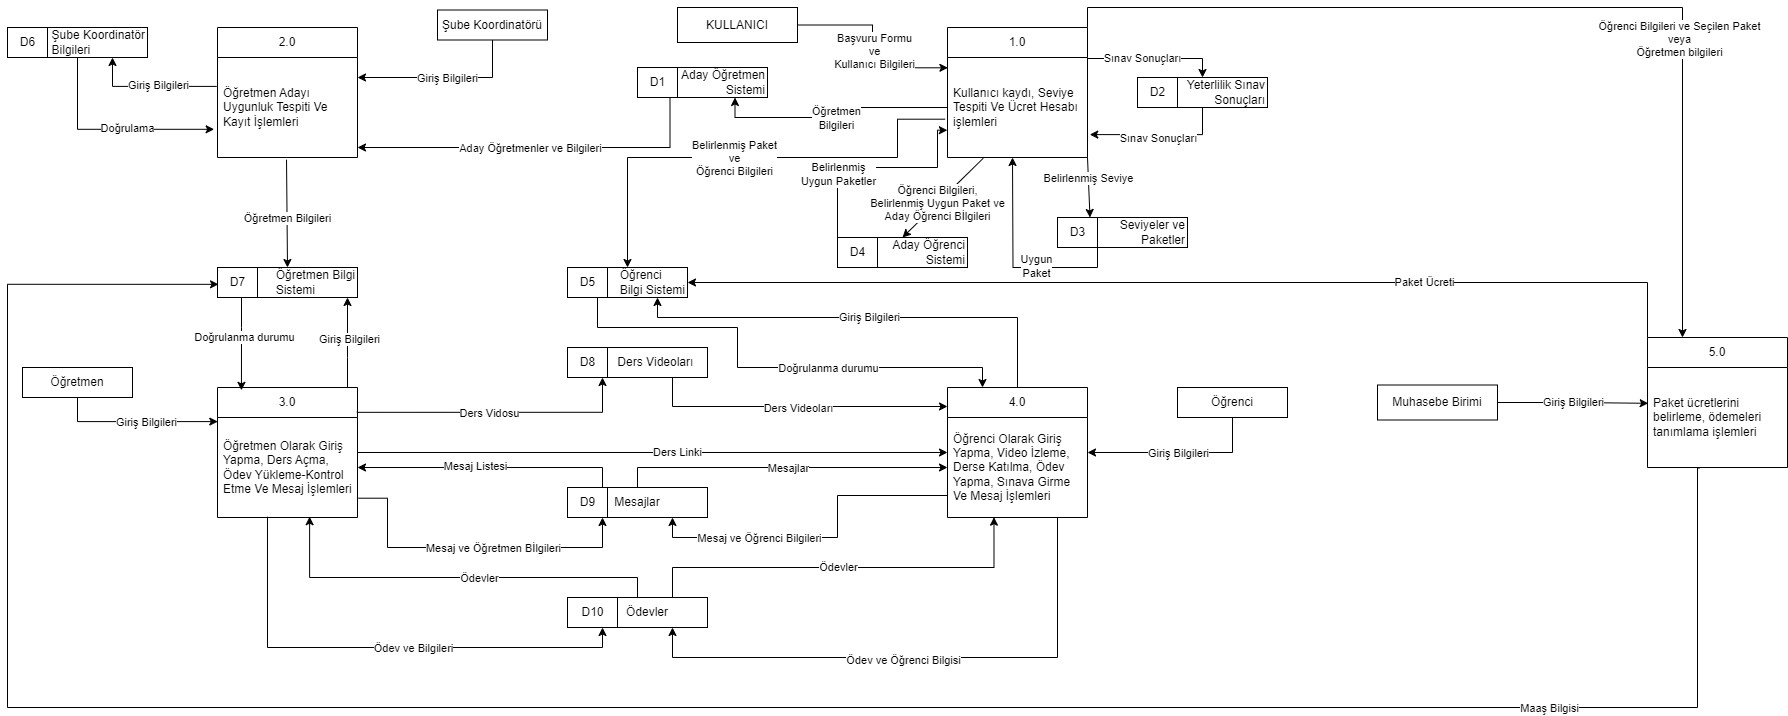 D6
Şube Koordinatör
Bilgileri
2.0
Öğretmen Adayı
Uygunluk Tespiti Ve
Kayıt İşlemleri
Şube Koordinatörü
Giriş Bilgileri
Giriş Bilgileri
Doğrulama
KULLANICI
Başvuru Formu
ve
Kullanıcı Bilgileri
1.0
Kullanıcı kaydı, Seviye
Tespiti Ve Ücret Hesabı
işlemleri
Öğrenci Bilgileri ve Seçilen Paket
veya
Öğretmen bilgileri
Sınav Sonuçları
D2
Yeterlilik Sınav
Sonuçları
Sınav Sonuçları
D1
Aday Öğretmen
Sistemi
Öğretmen
Bilgileri
Aday Öğretmenler ve Bilgileri
Belirlenmiş Paket
ve
Öğrenci Bilgileri
Belirlenmiş
Uygun Paketler
Öğrenci Bilgileri,
Belirlenmiş Uygun Paket ve
Aday Öğrenci Bİlgileri
Belirlenmiş Seviye
D3
Seviyeler ve
Paketler
D4
Aday Öğrenci
Sistemi
Uygun
Paket
Öğretmen Bilgileri
D7
Öğretmen Bilgi
Sistemi
D5
Öğrenci
Bilgi Sistemi
Paket Ücreti
Doğrulanma durumu
Giriş Bilgileri
Giriş Bilgileri
D8
Ders Videoları
Doğrulanma durumu
5.0
Paket ücretlerini
belirleme, ödemeleri
tanımlama işlemleri
Öğretmen
Giriş Bilgileri
3.0
Öğretmen Olarak Giriş
Yapma, Ders Açma,
Ödev Yükleme-Kontrol
Etme Ve Mesaj İşlemleri
Ders Vidosu
Ders Videoları
4.0
Öğrenci Olarak Giriş
Yapma, Video İzleme,
Derse Katılma, Ödev
Yapma, Sınava Girme
Ve Mesaj İşlemleri
Öğrenci
Giriş Bilgileri
Muhasebe Birimi
Giriş Bilgileri
Ders Linki
Mesaj Listesi
Mesajlar
D9
Mesajlar
Mesaj ve Öğretmen Bİlgileri
Mesaj ve Öğrenci Bilgileri
Ödevler
Ödevler
D10
Ödevler
Ödev ve Bilgileri
Ödev ve Öğrenci Bilgisi
Maaş Bilgisi